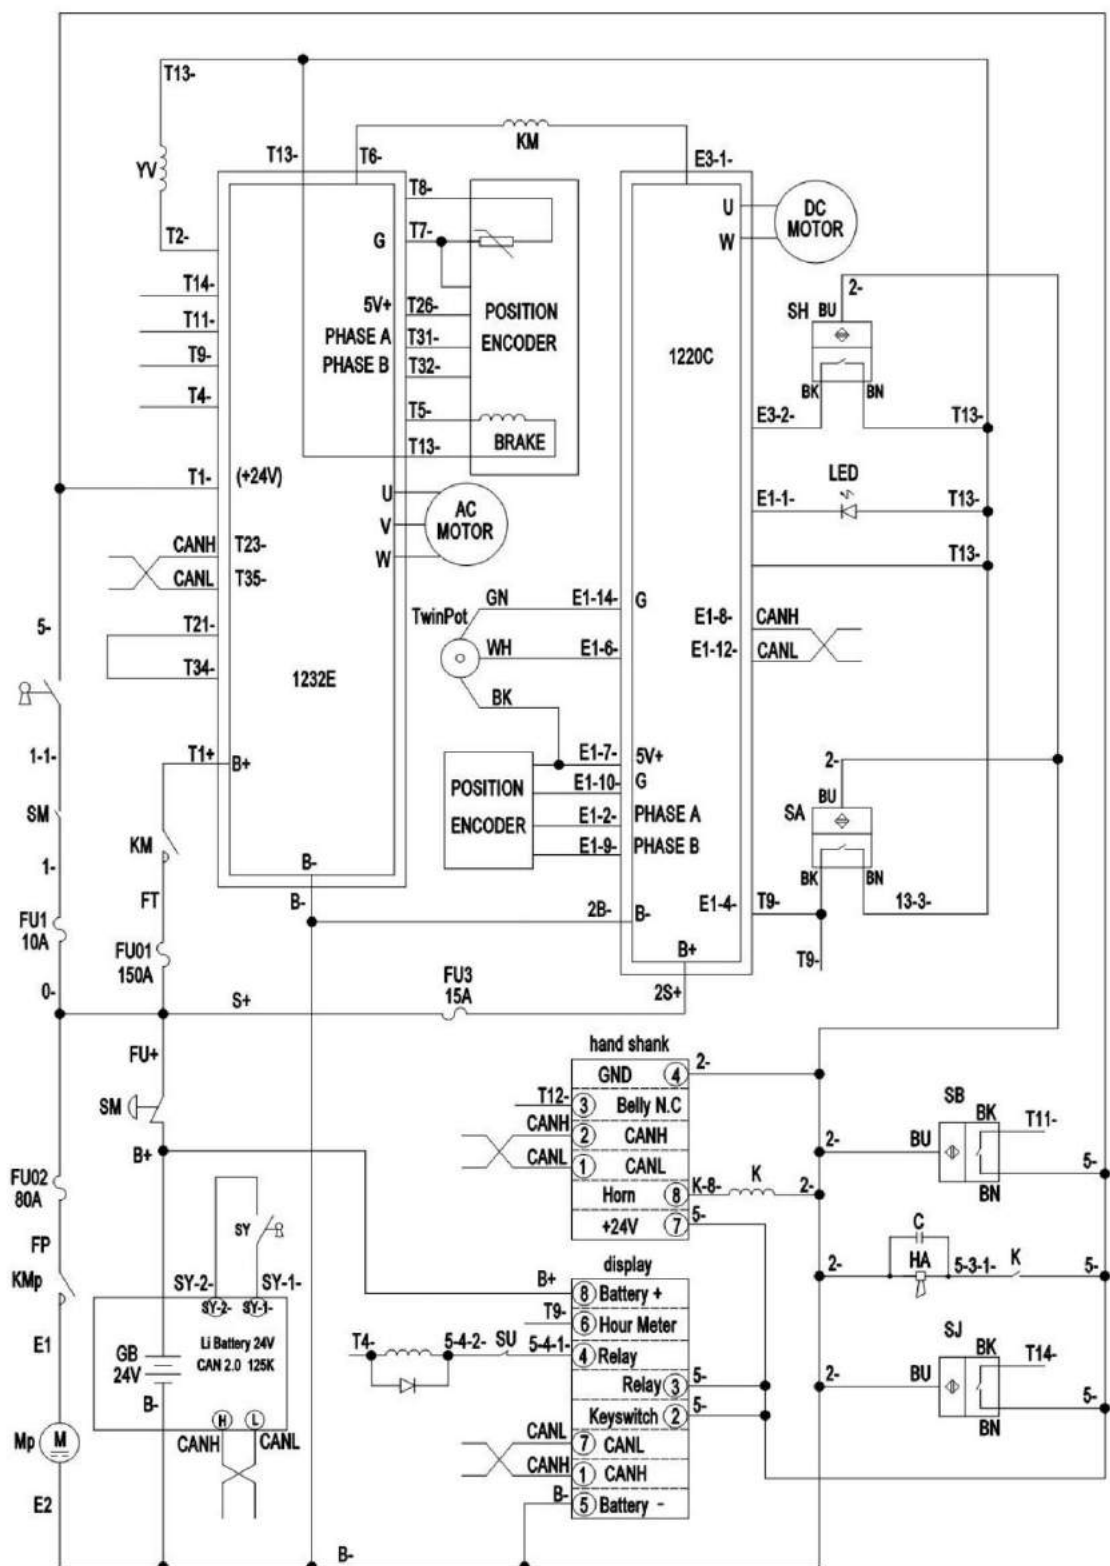 T13-
YV
T2-
T14-
T11-
T9-
T4-
T1-
(+24V)
CANH
T23-
CANL
T35-
T21-
T34-
1232E
T1+
B+
B-
B-
T13-
T6-
KM
E3-1-
T8-
T7-
G
5V+
T26-
PHASE A
T31-
PHASE B
T32-
POSITION
ENCODER
T5-
T13-
BRAKE
U
V
W
AC
MOTOR
TwinPot
GN
WH
BK
E1-14-
G
E1-6-
E1-7-
5V+
E1-10-
G
E1-2-
PHASE A
E1-9-
PHASE B
POSITION
ENCODER
2B-
B-
1220C
U
W
DC
MOTOR
2-
SH
BU
BK
BN
E3-2-
T13-
LED
E1-1-
T13-
T13-
E1-8-
CANH
E1-12-
CANL
2-
BU
SA
BK
BN
E1-4-
T9-
13-3-
T9-
B+
2S+
5-
1-1-
SM
1-
FU1
10A
0-
KM
FT
FU01
150A
S+
FU3
15A
FU+
SM
B+
FU02
80A
FP
KMp
E1
Mp
M
E2
SY
SY-2-
SY-1-
SY-2-
SY-1-
Li Battery 24V
CAN 2.0 125K
GB
24V
B-
H
L
CANH
CANL
B-
hand shank
GND
4
2-
T12-
3
Belly N.C
CANH
2
CANH
CANL
1
CANL
Horn
8
K-8-
K
2-
+24V
7
5-
display
B+
8
Battery +
T9-
6
Hour Meter
T4-
5-4-2-
SU
5-4-1-
4
Relay
Relay
3
5-
Keyswitch
2
5-
CANL
7
CANL
CANH
1
CANH
B-
5
Battery -
SB
2-
BU
BK
T11-
BN
5-
C
2-
HA
5-3-1-
K
5-
SJ
2-
BU
BK
T14-
BN
5-